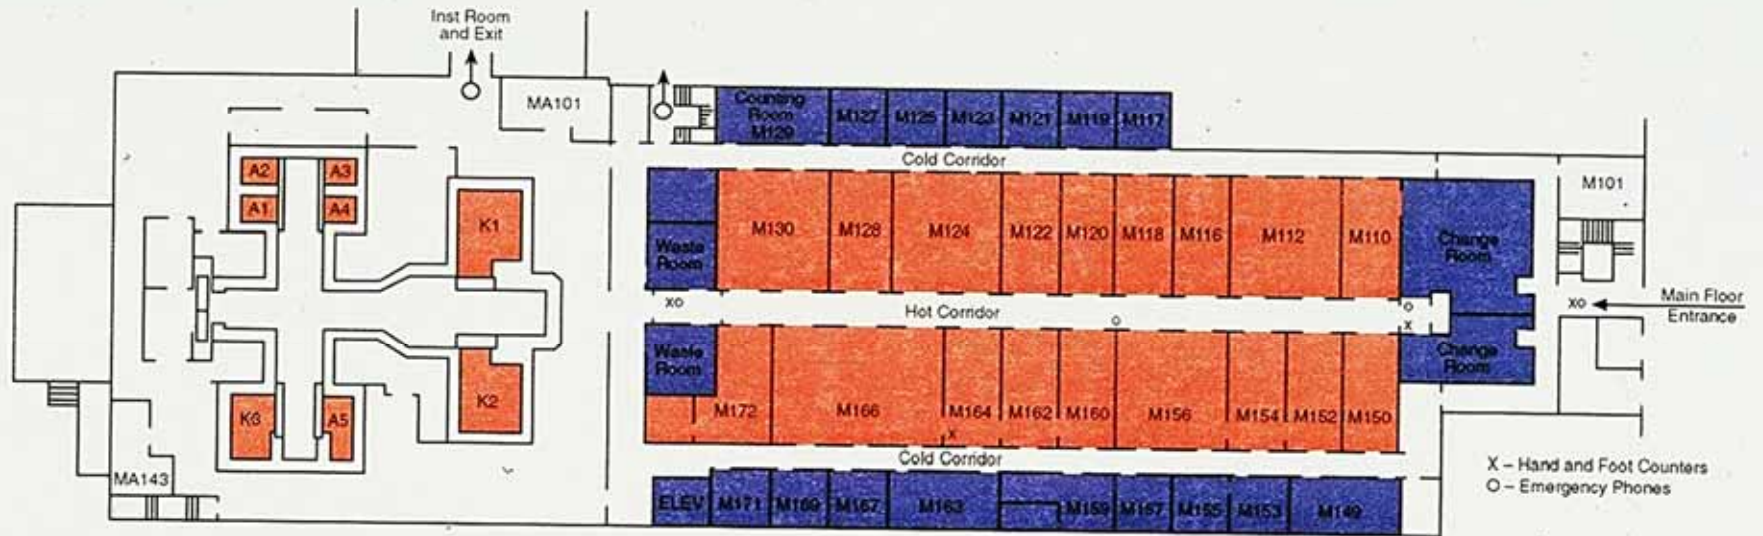 Inst Room
and Exit
MA101
Counting
Room
M129
M127
M125
M123
M121
M119
M117
Cold Corridor
A2
A3
A1
A4
K1
Waste
Room
M130
M128
M124
M122
M120
M118
M116
M112
M110
Change
Room
M101
XO
Hot Corridor
O
O
X
XO
Main Floor
Entrance
Waste
Room
Change
Room
K2
K3
A5
M172
M166
M164
X
M162
M160
M156
M154
M152
M150
Cold Corridor
MA143
ELEV
M171
M169
M167
M163
M159
M157
M155
M153
M149
X – Hand and Foot Counters
O – Emergency Phones